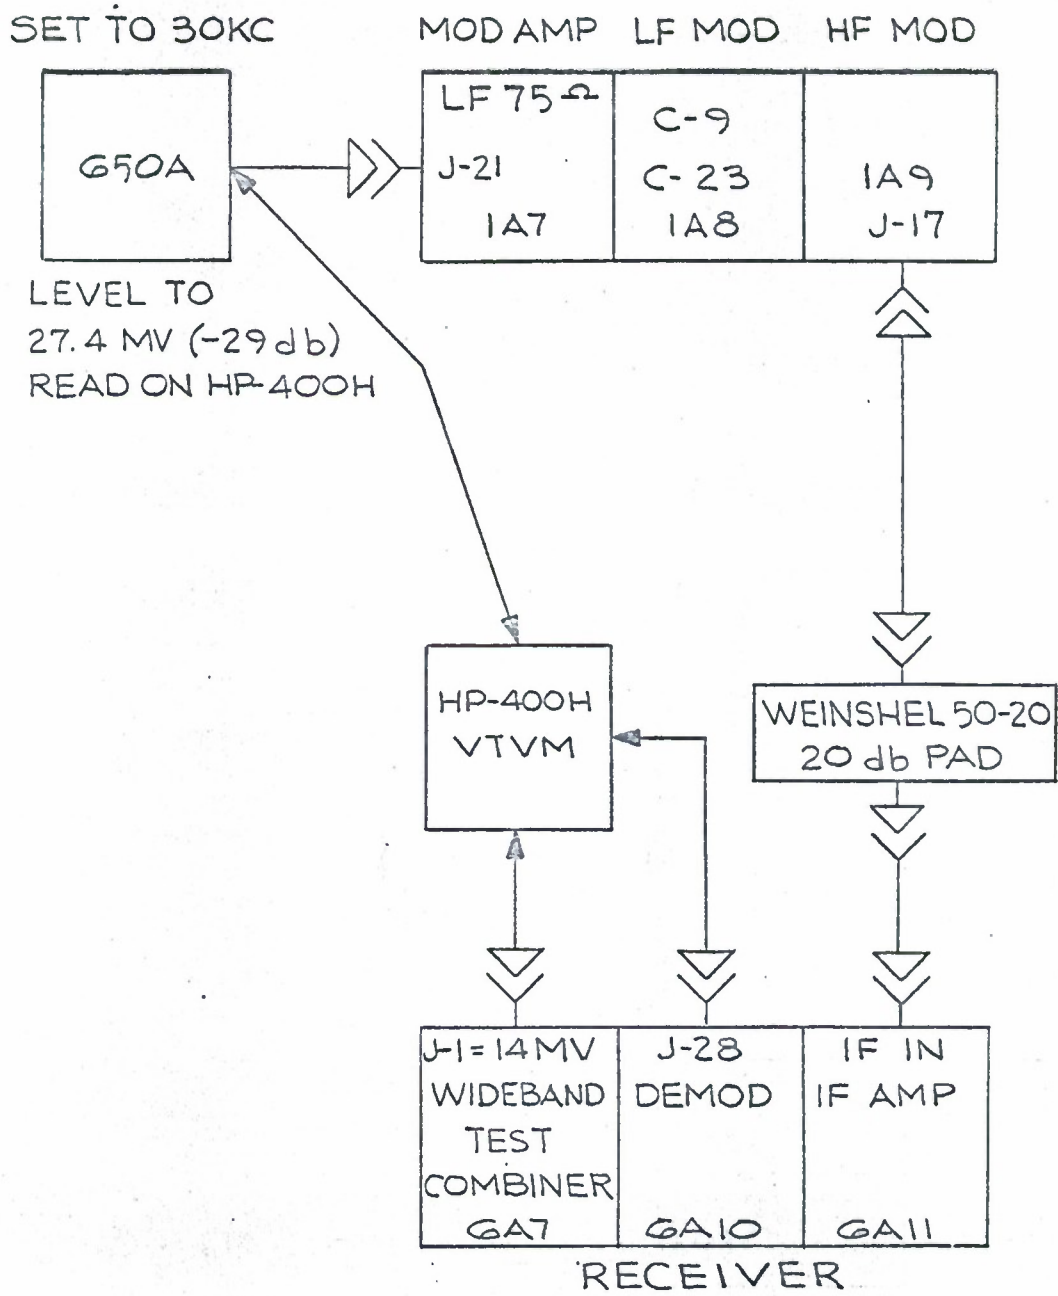 SET TO 30KC
MOD AMP
LF MOD
HF MOD
650A
LF 75 Ω
J-21
1A7
C-9
C-23
1A8
1A9
J-17
LEVEL TO
27.4 MV (-29 db)
READ ON HP-400H
HP-400H
VTVM
WEINSHEL 50-20
20 db PAD
J-1=14MV
WIDEBAND
TEST
COMBINER
6A7
J-28
DEMOD
6A10
IF IN
IF AMP
6A11
RECEIVER